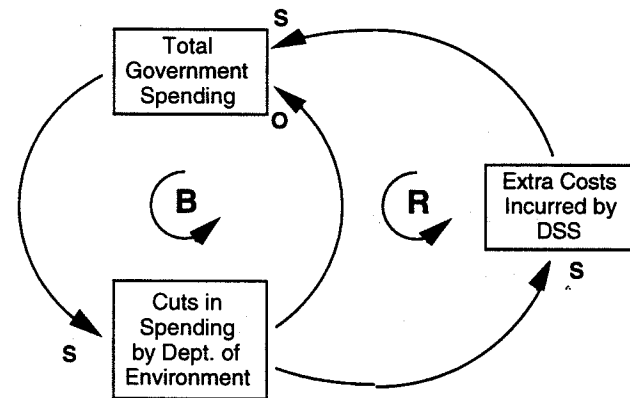 S
Total
Government
Spending
O
B
R
Extra Costs
Incurred by
DSS
S
Cuts in
Spending
by Dept. of
Environment
S